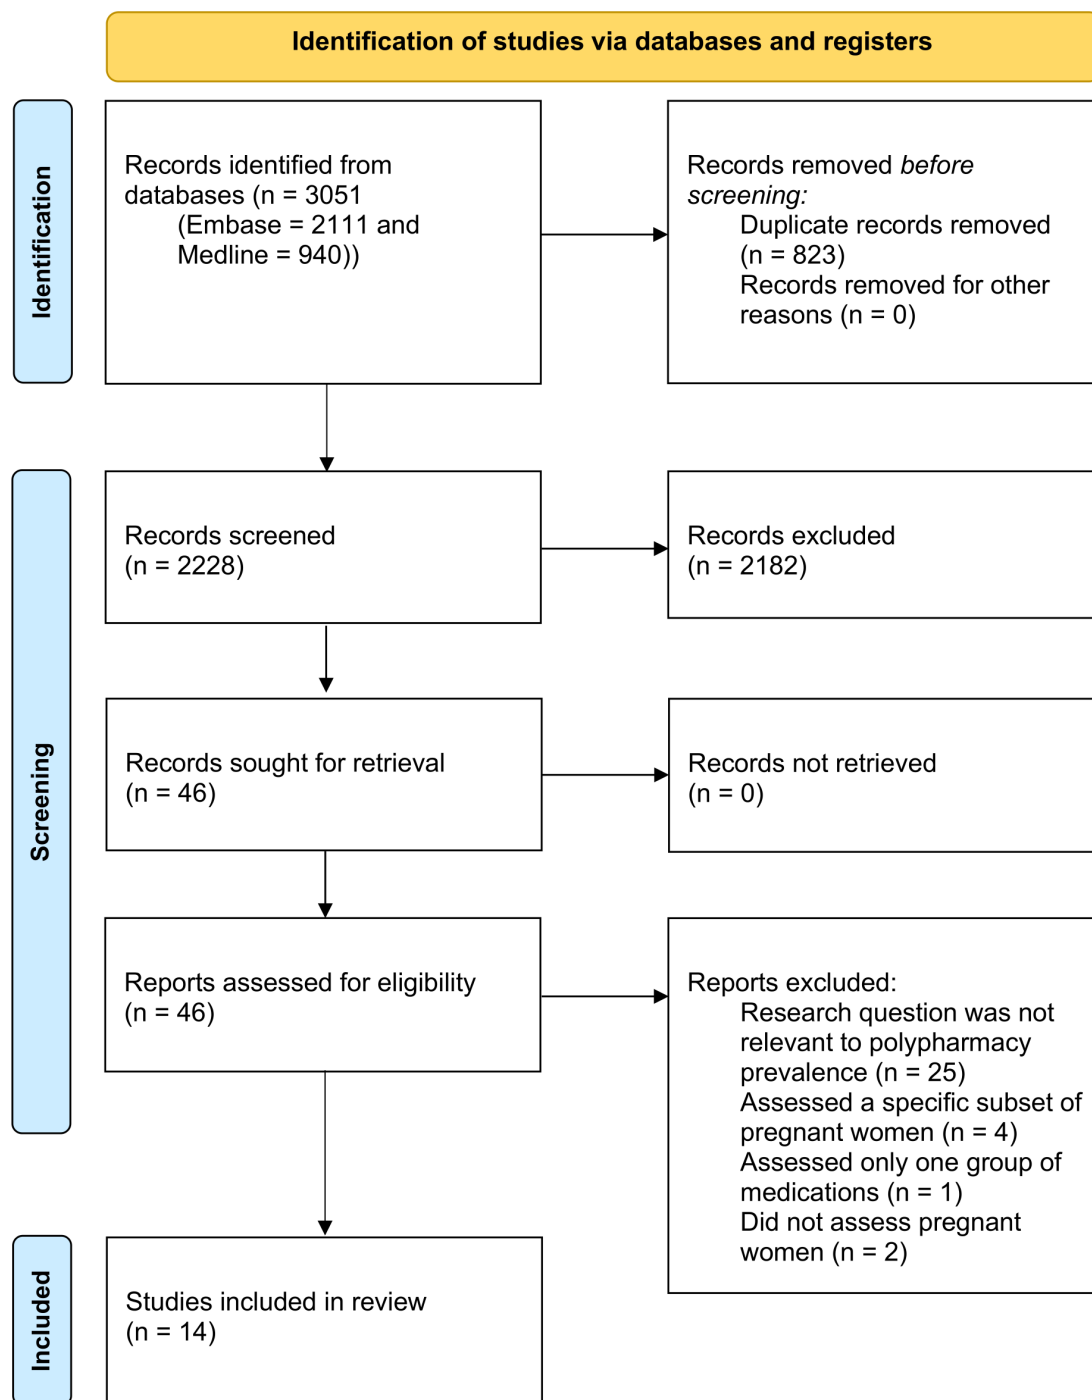 Identification of studies via databases and registers
Identification
Records identified from
databases (n = 3051
(Embase = 2111 and
Medline = 940))
Records removed before
screening:
Duplicate records removed
(n = 823)
Records removed for other
reasons (n = 0)
Screening
Records screened
(n = 2228)
Records excluded
(n = 2182)
Records sought for retrieval
(n = 46)
Records not retrieved
(n = 0)
Reports assessed for eligibility
(n = 46)
Reports excluded:
Research question was not
relevant to polypharmacy
prevalence (n = 25)
Assessed a specific subset of
pregnant women (n = 4)
Assessed only one group of
medications (n = 1)
Did not assess pregnant
women (n = 2)
Included
Studies included in review
(n = 14)